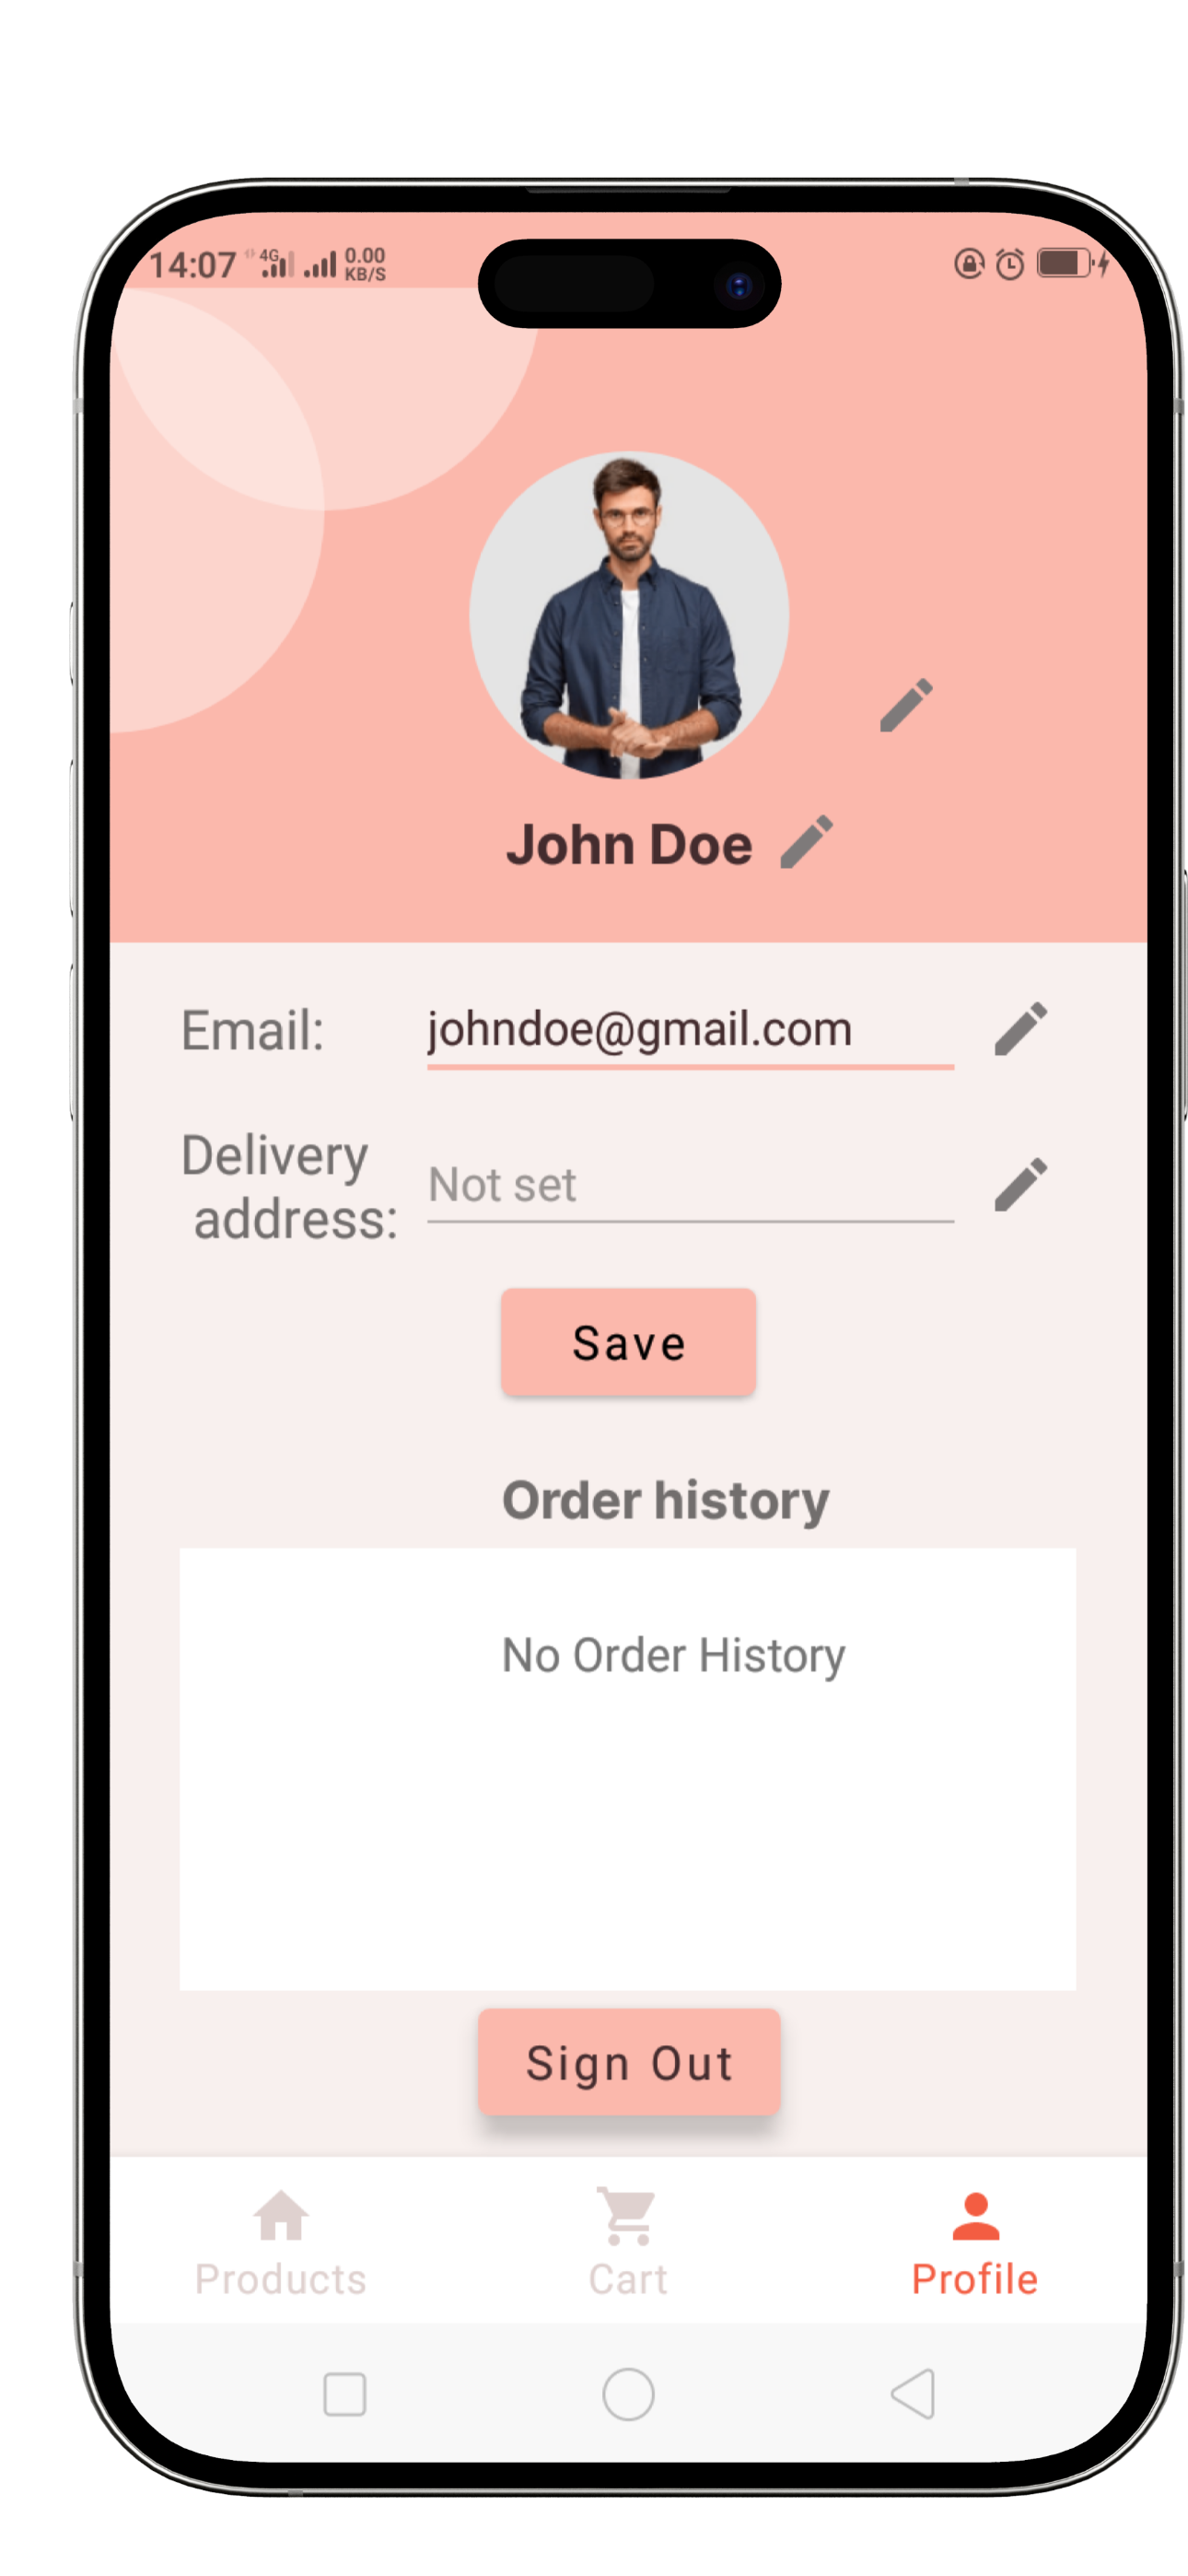 14:07 4G 0.00 KB/S
John Doe
Email: johndoe@gmail.com
Delivery
address:
Not set
Save
Order history
No Order History
Sign Out
Products Cart Profile